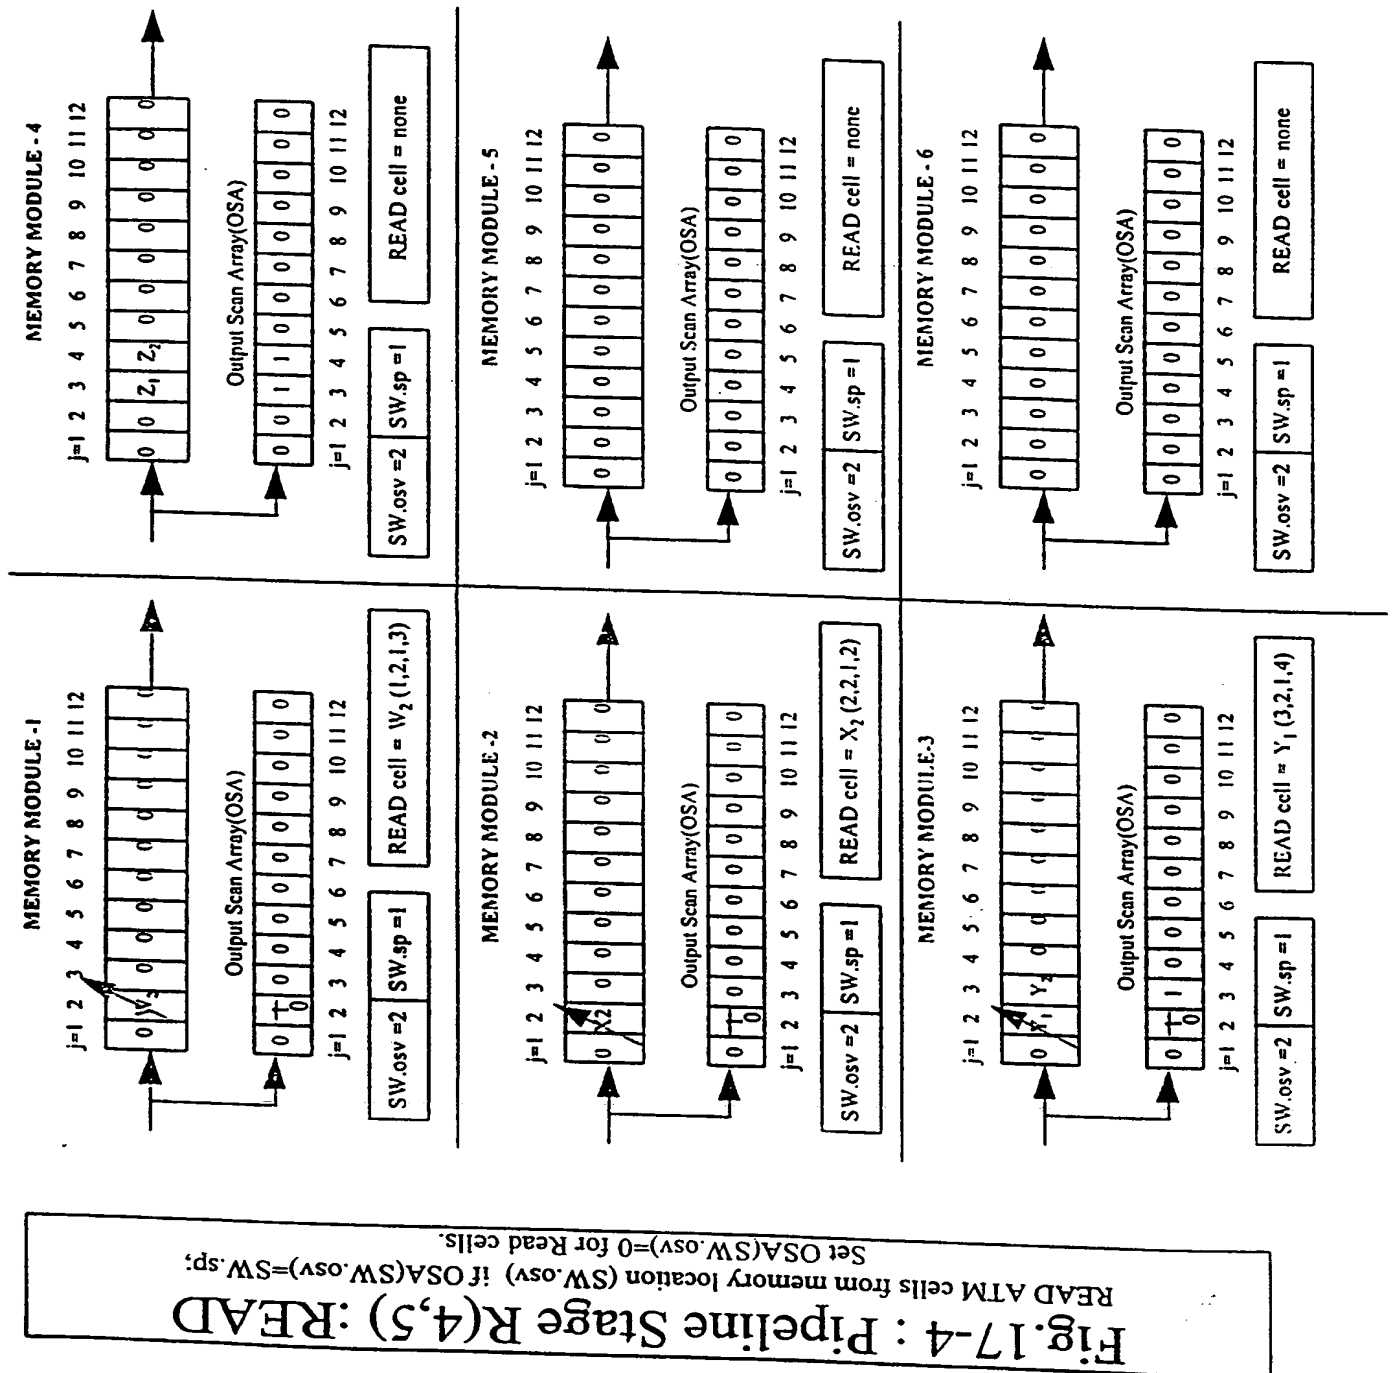 Fig.17-4 : Pipeline Stage R(4,5) :READ
READ ATM cells from memory location (SW.osv) if OSA(SW.osv)=SW.sp;
Set OSA(SW.osv)=0 for Read cells.
MEMORY MODULE -1
j=1 2 3 4 5 6 7 8 9 10 11 12
0 W2 0 0 0 0 0 0 0 0 0 0
Output Scan Array(OSA)
0 1 0 0 0 0 0 0 0 0 0 0
0
j=1 2 3 4 5 6 7 8 9 10 11 12
SW.osv =2 SW.sp =1 READ cell = W2 (1,2,1,3)
MEMORY MODULE - 4
j=1 2 3 4 5 6 7 8 9 10 11 12
0 0 Z1 Z2 0 0 0 0 0 0 0 0
Output Scan Array(OSA)
0 0 1 1 0 0 0 0 0 0 0 0
j=1 2 3 4 5 6 7 8 9 10 11 12
SW.osv =2 SW.sp =1 READ cell = none
MEMORY MODULE -2
j=1 2 3 4 5 6 7 8 9 10 11 12
0 X2 0 0 0 0 0 0 0 0 0 0
Output Scan Array(OSA)
0 1 0 0 0 0 0 0 0 0 0 0
0
j=1 2 3 4 5 6 7 8 9 10 11 12
SW.osv =2 SW.sp =1 READ cell = X2 (2,2,1,2)
MEMORY MODULE - 5
j=1 2 3 4 5 6 7 8 9 10 11 12
0 0 0 0 0 0 0 0 0 0 0 0
Output Scan Array(OSA)
0 0 0 0 0 0 0 0 0 0 0 0
j=1 2 3 4 5 6 7 8 9 10 11 12
SW.osv =2 SW.sp =1 READ cell = none
MEMORY MODULE-3
j=1 2 3 4 5 6 7 8 9 10 11 12
0 Y1 Y2 0 0 0 0 0 0 0 0 0
Output Scan Array(OSA)
0 1 1 0 0 0 0 0 0 0 0 0
0
j=1 2 3 4 5 6 7 8 9 10 11 12
SW.osv =2 SW.sp =1 READ cell = Y1 (3,2,1,4)
MEMORY MODULE - 6
j=1 2 3 4 5 6 7 8 9 10 11 12
0 0 0 0 0 0 0 0 0 0 0 0
Output Scan Array(OSA)
0 0 0 0 0 0 0 0 0 0 0 0
j=1 2 3 4 5 6 7 8 9 10 11 12
SW.osv =2 SW.sp =1 READ cell = none